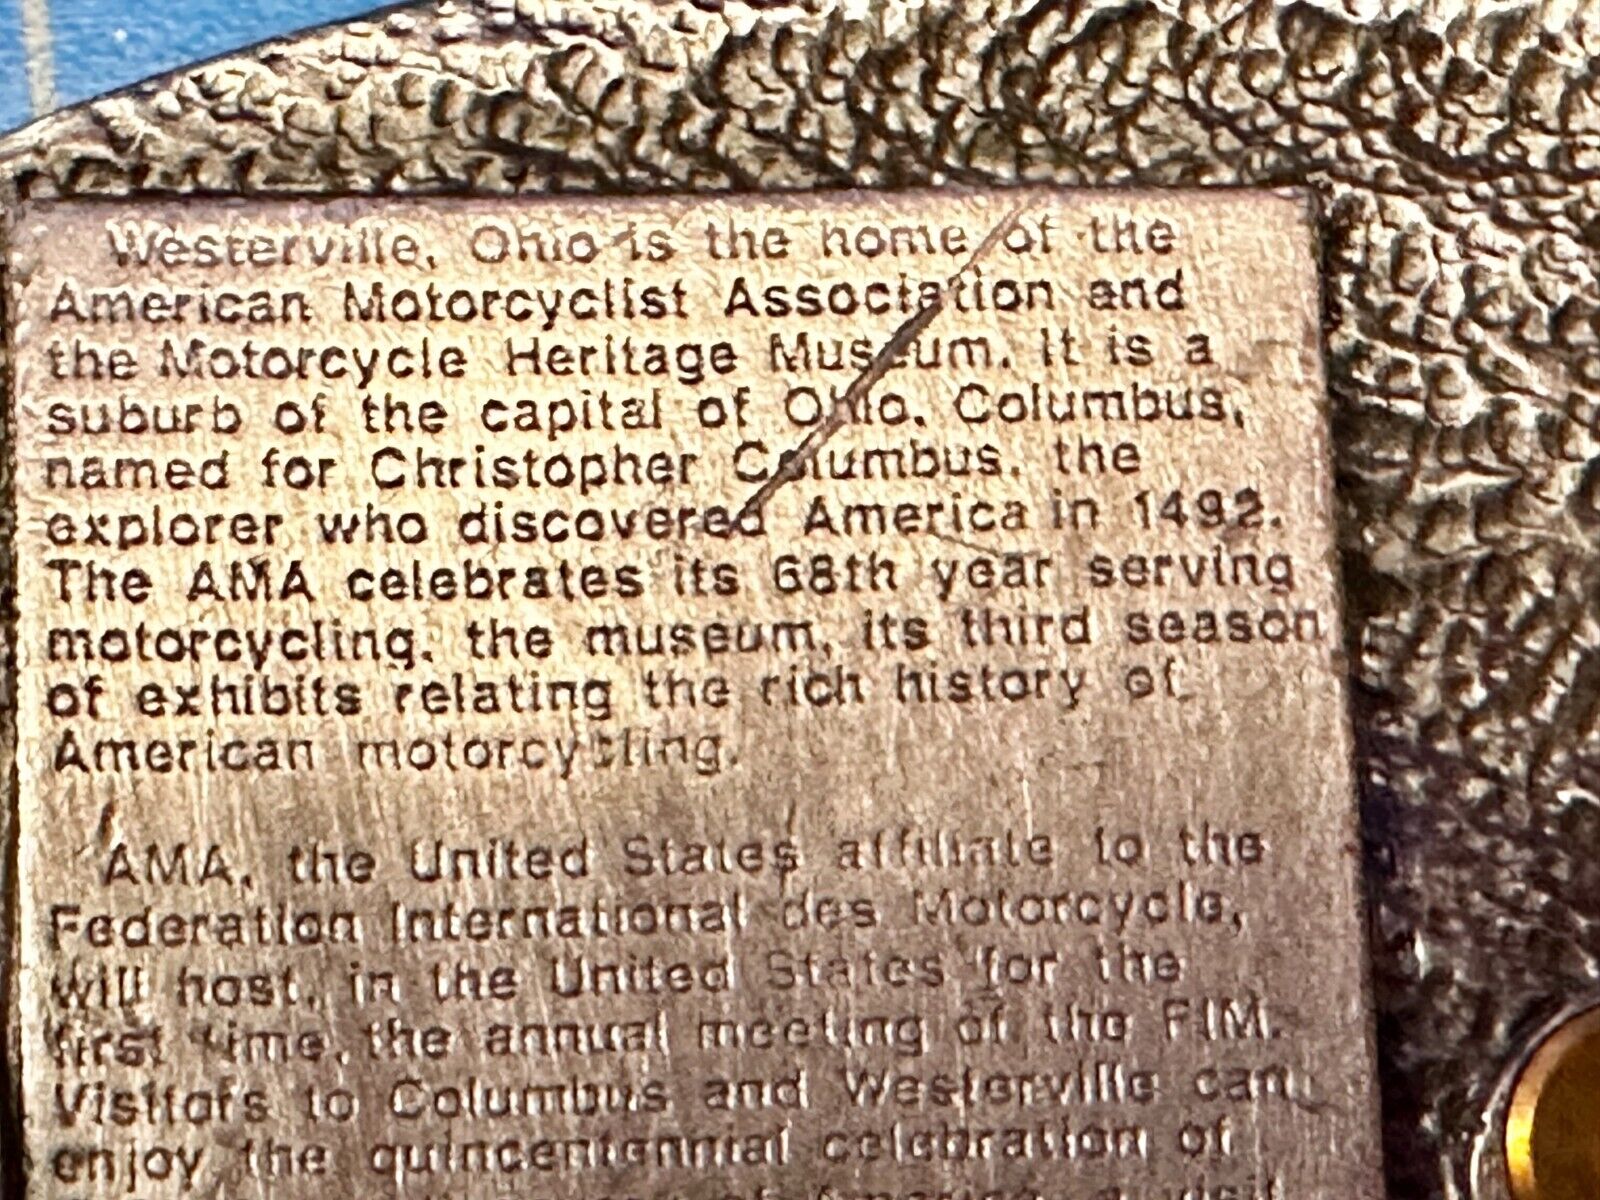 Westerville, Ohio is the home of the
American Motorcyclist Association and
the Motorcycle Heritage Museum. It is a
suburb of the capital of Ohio, Columbus,
named for Christopher Columbus, the
explorer who discovered America in 1492.
The AMA celebrates its 68th year serving
motorcycling, the museum, its third season
of exhibits relating the rich history of
American motorcycling.
AMA, the United States affiliate to the
Federation International des Motorcycle,
will host, in the United States for the
first time, the annual meeting of the FIM.
Visitors to Columbus and Westerville can
enjoy the quincentennial celebration of
of America, a visit